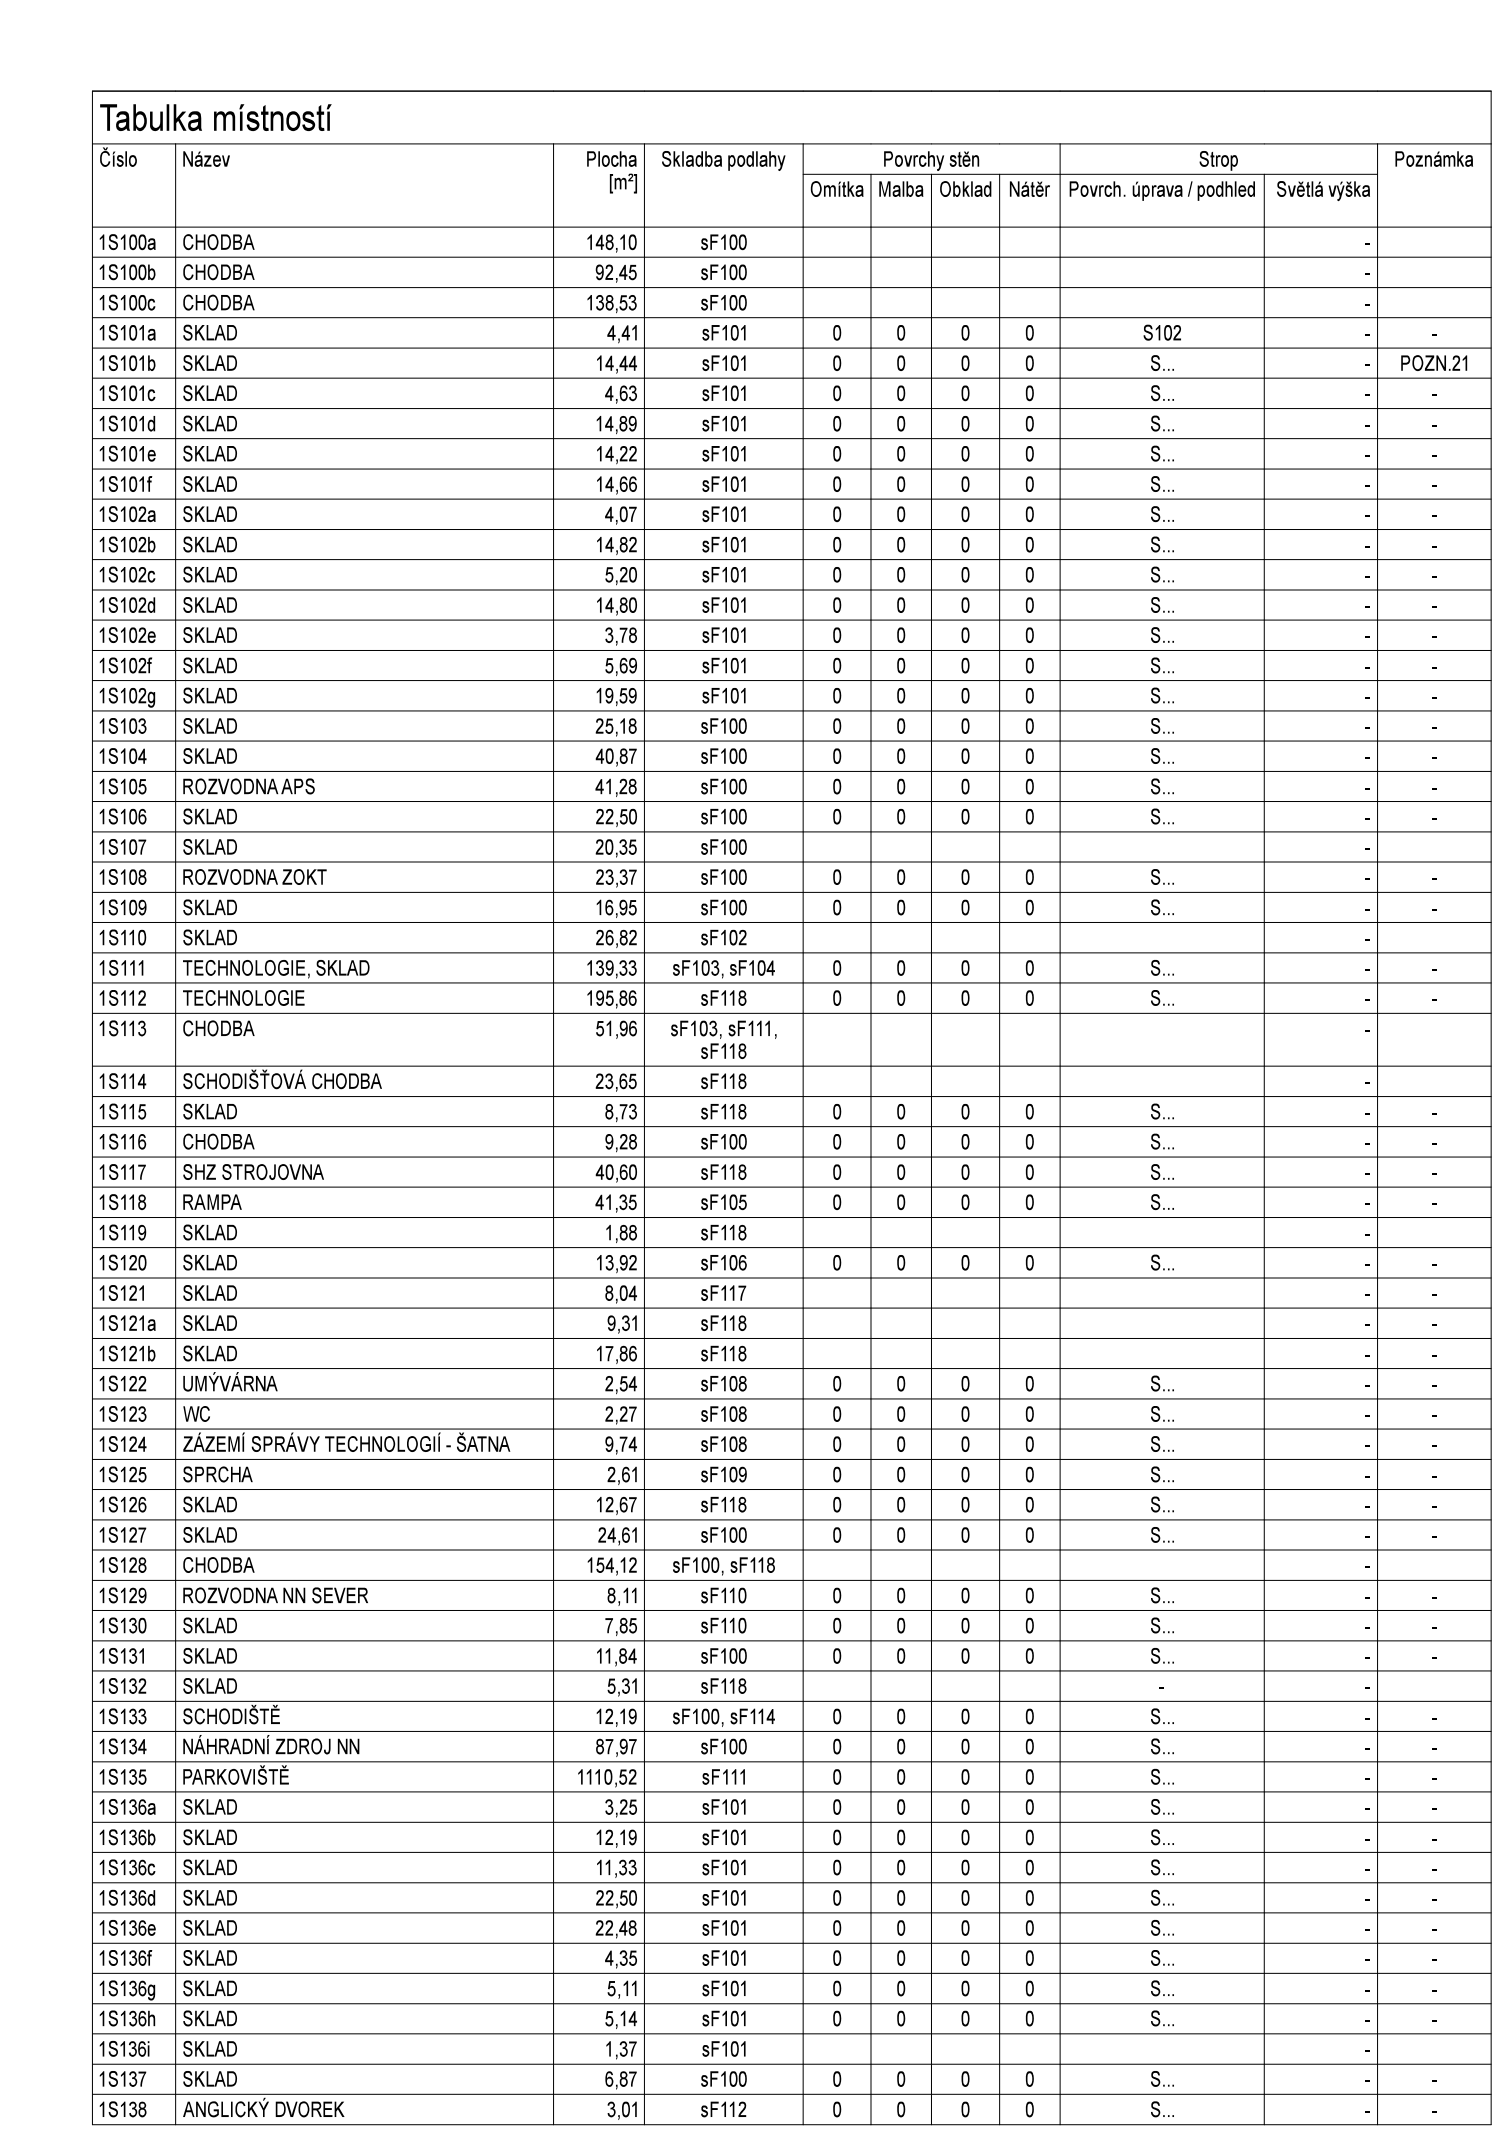 Tabulka místností
Číslo Název Plocha [m²] Skladba podlahy Povrchy stěn Strop Poznámka
Omítka Malba Obklad Nátěr Povrch. úprava / podhled Světlá výška
1S100a CHODBA 148,10 sF100 -
1S100b CHODBA 92,45 sF100 -
1S100c CHODBA 138,53 sF100 -
1S101a SKLAD 4,41 sF101 0 0 0 0 S102 - -
1S101b SKLAD 14,44 sF101 0 0 0 0 S... - POZN.21
1S101c SKLAD 4,63 sF101 0 0 0 0 S... - -
1S101d SKLAD 14,89 sF101 0 0 0 0 S... - -
1S101e SKLAD 14,22 sF101 0 0 0 0 S... - -
1S101f SKLAD 14,66 sF101 0 0 0 0 S... - -
1S102a SKLAD 4,07 sF101 0 0 0 0 S... - -
1S102b SKLAD 14,82 sF101 0 0 0 0 S... - -
1S102c SKLAD 5,20 sF101 0 0 0 0 S... - -
1S102d SKLAD 14,80 sF101 0 0 0 0 S... - -
1S102e SKLAD 3,78 sF101 0 0 0 0 S... - -
1S102f SKLAD 5,69 sF101 0 0 0 0 S... - -
1S102g SKLAD 19,59 sF101 0 0 0 0 S... - -
1S103 SKLAD 25,18 sF100 0 0 0 0 S... - -
1S104 SKLAD 40,87 sF100 0 0 0 0 S... - -
1S105 ROZVODNA APS 41,28 sF100 0 0 0 0 S... - -
1S106 SKLAD 22,50 sF100 0 0 0 0 S... - -
1S107 SKLAD 20,35 sF100 -
1S108 ROZVODNA ZOKT 23,37 sF100 0 0 0 0 S... - -
1S109 SKLAD 16,95 sF100 0 0 0 0 S... - -
1S110 SKLAD 26,82 sF102 -
1S111 TECHNOLOGIE, SKLAD 139,33 sF103, sF104 0 0 0 0 S... - -
1S112 TECHNOLOGIE 195,86 sF118 0 0 0 0 S... - -
1S113 CHODBA 51,96 sF103, sF111, -
sF118
1S114 SCHODIŠŤOVÁ CHODBA 23,65 sF118 -
1S115 SKLAD 8,73 sF118 0 0 0 0 S... - -
1S116 CHODBA 9,28 sF100 0 0 0 0 S... - -
1S117 SHZ STROJOVNA 40,60 sF118 0 0 0 0 S... - -
1S118 RAMPA 41,35 sF105 0 0 0 0 S... - -
1S119 SKLAD 1,88 sF118 -
1S120 SKLAD 13,92 sF106 0 0 0 0 S... - -
1S121 SKLAD 8,04 sF117 - -
1S121a SKLAD 9,31 sF118 - -
1S121b SKLAD 17,86 sF118 - -
1S122 UMÝVÁRNA 2,54 sF108 0 0 0 0 S... - -
1S123 WC 2,27 sF108 0 0 0 0 S... - -
1S124 ZÁZEMÍ SPRÁVY TECHNOLOGIÍ - ŠATNA 9,74 sF108 0 0 0 0 S... - -
1S125 SPRCHA 2,61 sF109 0 0 0 0 S... - -
1S126 SKLAD 12,67 sF118 0 0 0 0 S... - -
1S127 SKLAD 24,61 sF100 0 0 0 0 S... - -
1S128 CHODBA 154,12 sF100, sF118 -
1S129 ROZVODNA NN SEVER 8,11 sF110 0 0 0 0 S... - -
1S130 SKLAD 7,85 sF110 0 0 0 0 S... - -
1S131 SKLAD 11,84 sF100 0 0 0 0 S... - -
1S132 SKLAD 5,31 sF118 - -
1S133 SCHODIŠTĚ 12,19 sF100, sF114 0 0 0 0 S... - -
1S134 NÁHRADNÍ ZDROJ NN 87,97 sF100 0 0 0 0 S... - -
1S135 PARKOVIŠTĚ 1110,52 sF111 0 0 0 0 S... - -
1S136a SKLAD 3,25 sF101 0 0 0 0 S... - -
1S136b SKLAD 12,19 sF101 0 0 0 0 S... - -
1S136c SKLAD 11,33 sF101 0 0 0 0 S... - -
1S136d SKLAD 22,50 sF101 0 0 0 0 S... - -
1S136e SKLAD 22,48 sF101 0 0 0 0 S... - -
1S136f SKLAD 4,35 sF101 0 0 0 0 S... - -
1S136g SKLAD 5,11 sF101 0 0 0 0 S... - -
1S136h SKLAD 5,14 sF101 0 0 0 0 S... - -
1S136i SKLAD 1,37 sF101 -
1S137 SKLAD 6,87 sF100 0 0 0 0 S... - -
1S138 ANGLICKÝ DVOREK 3,01 sF112 0 0 0 0 S... - -